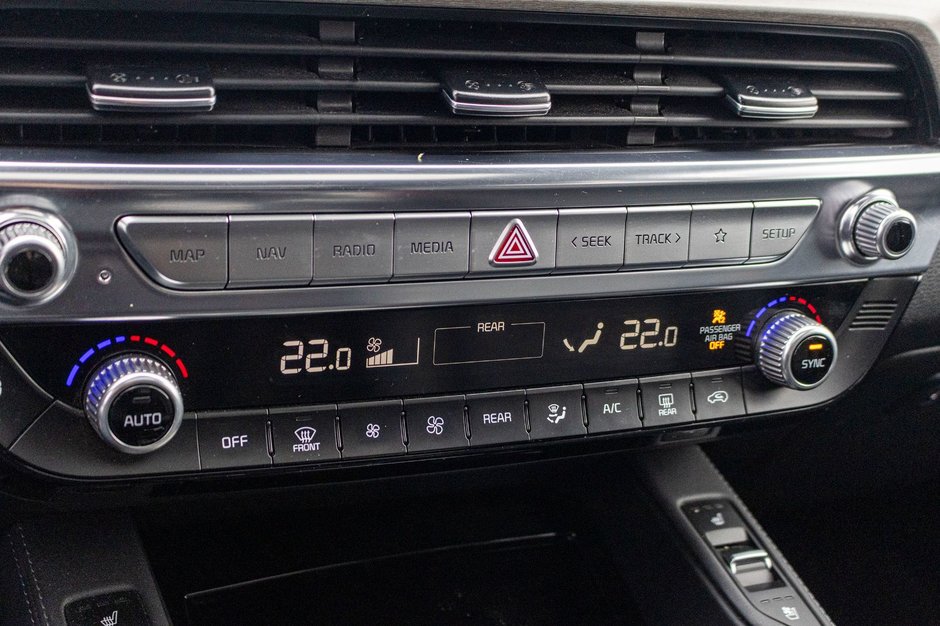 MAP NAV RADIO MEDIA < SEEK TRACK > SETUP
REAR
22.0 22.0
PASSENGER
AIR BAG
OFF
AUTO SYNC
OFF FRONT REAR A/C REAR